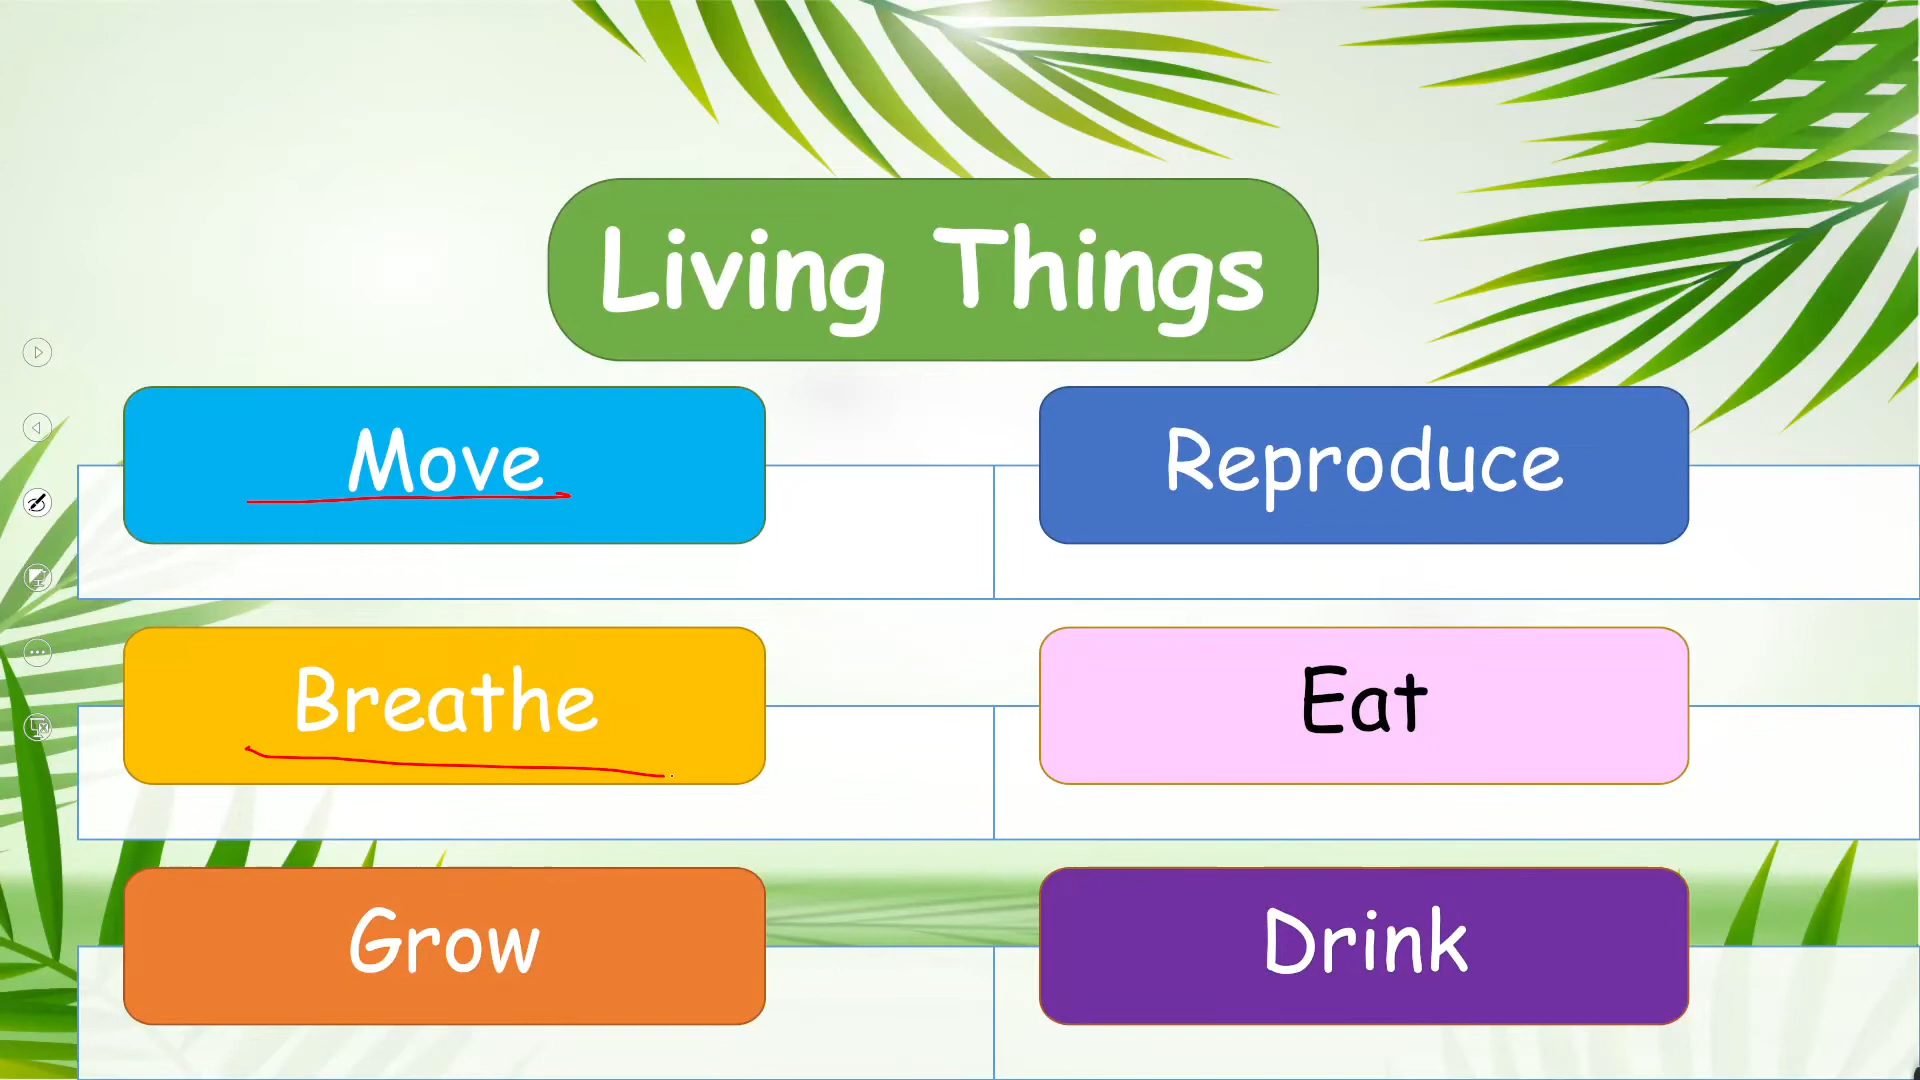 Living Things
Move
Reproduce
Breathe
Eat
Grow
Drink